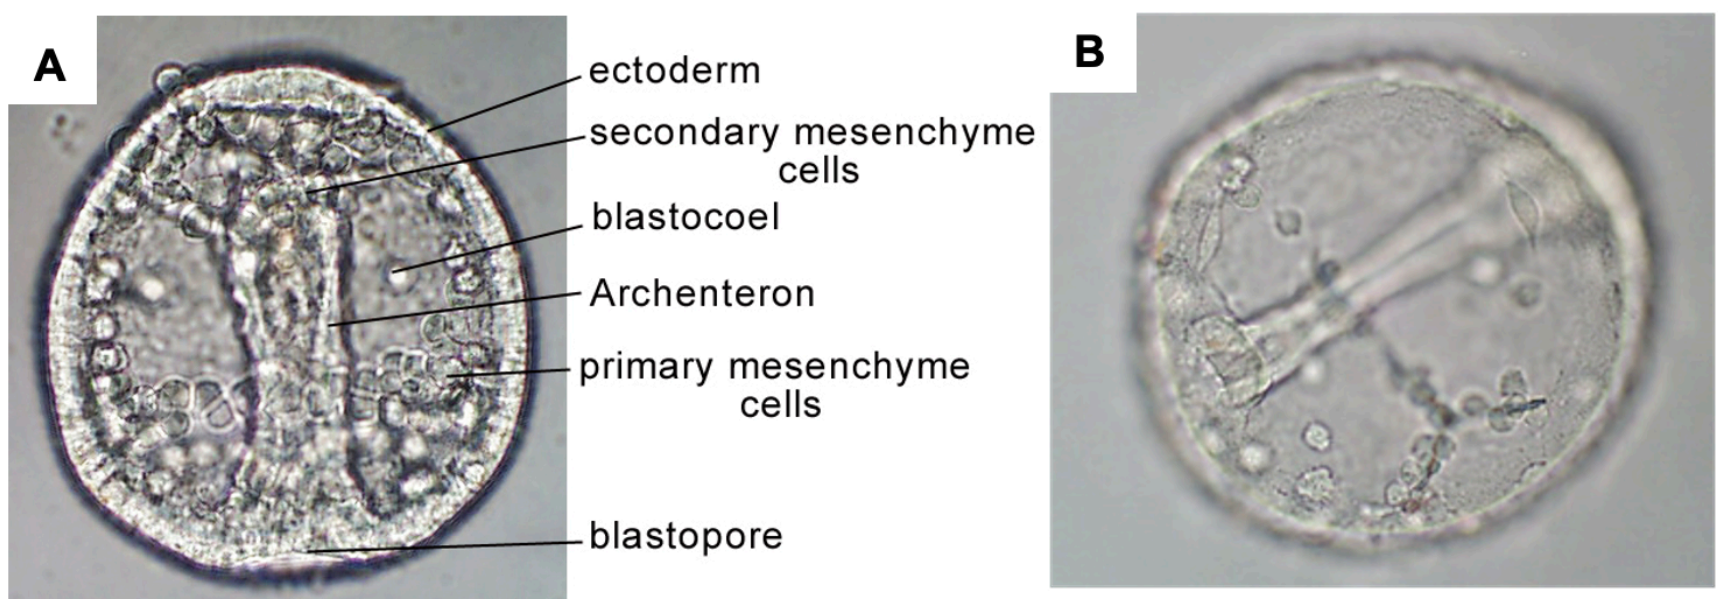 A
B
ectoderm
secondary mesenchyme
cells
blastocoel
Archenteron
primary mesenchyme
cells
blastopore